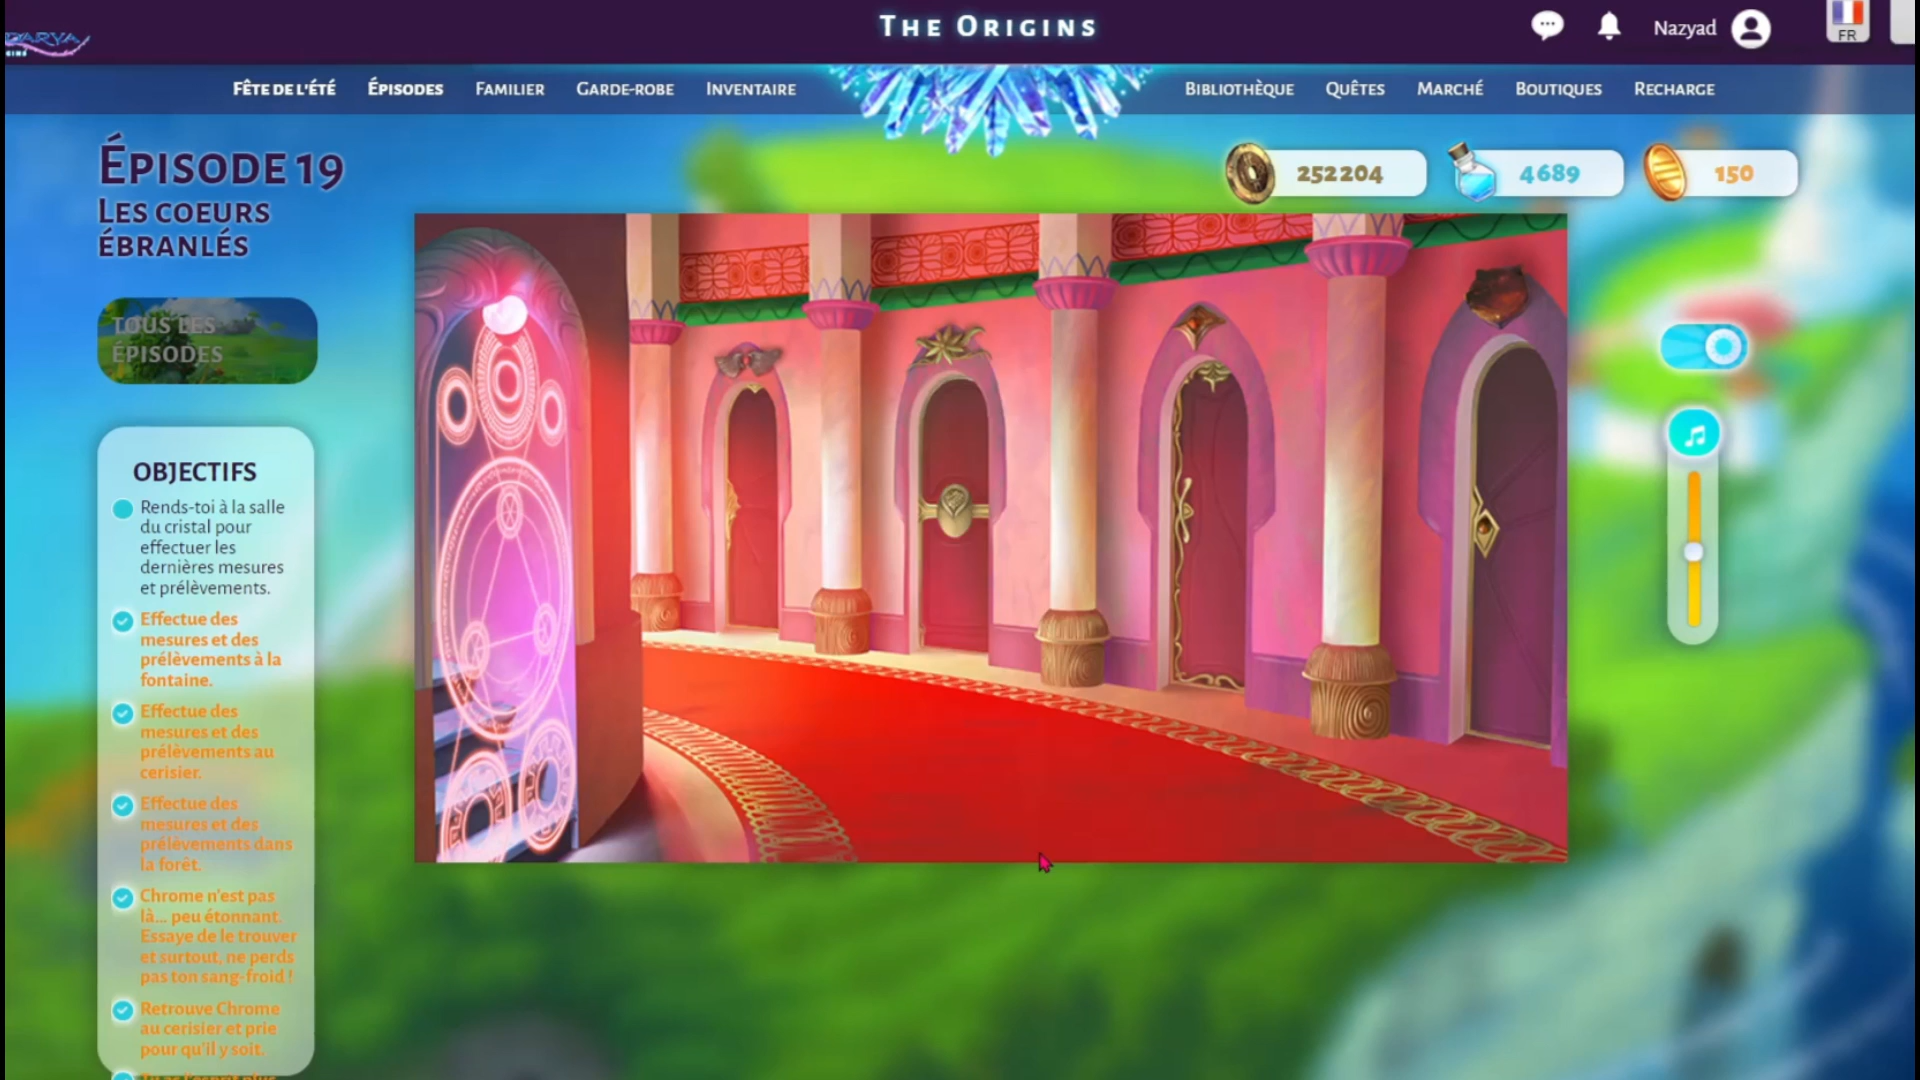 The Origins
Nazyad
FR
Fête de l'été
Épisodes
Familier
Garde-robe
Inventaire
Bibliothèque
Quêtes
Marché
Boutiques
Recharge
Épisode 19
Les coeurs
ébranlés
252204
4689
150
TOUS LES
ÉPISODES
OBJECTIFS
Rends-toi à la salle
du cristal pour
effectuer les
dernières mesures
et prélèvements.
Effectue des
mesures et des
prélèvements à la
fontaine.
Effectue des
mesures et des
prélèvements au
cerisier.
Effectue des
mesures et des
prélèvements dans
la forêt.
Chrome n'est pas
là... peu étonnant.
Essaye de le trouver
et surtout, ne perds
pas ton sang-froid !
Retrouve Chrome
au cerisier et prie
pour qu'il y soit.